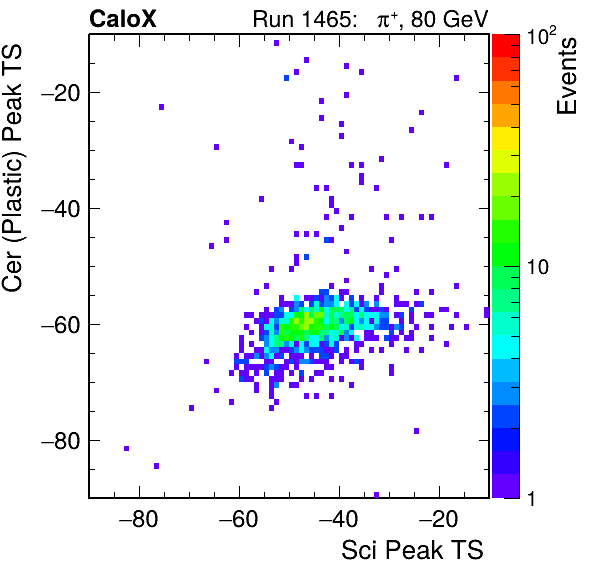 CaloX Run 1465: π⁺, 80 GeV
Cer (Plastic) Peak TS
−20
−40
−60
−80
−80 −60 −40 −20
Sci Peak TS
10²
10
1
Events